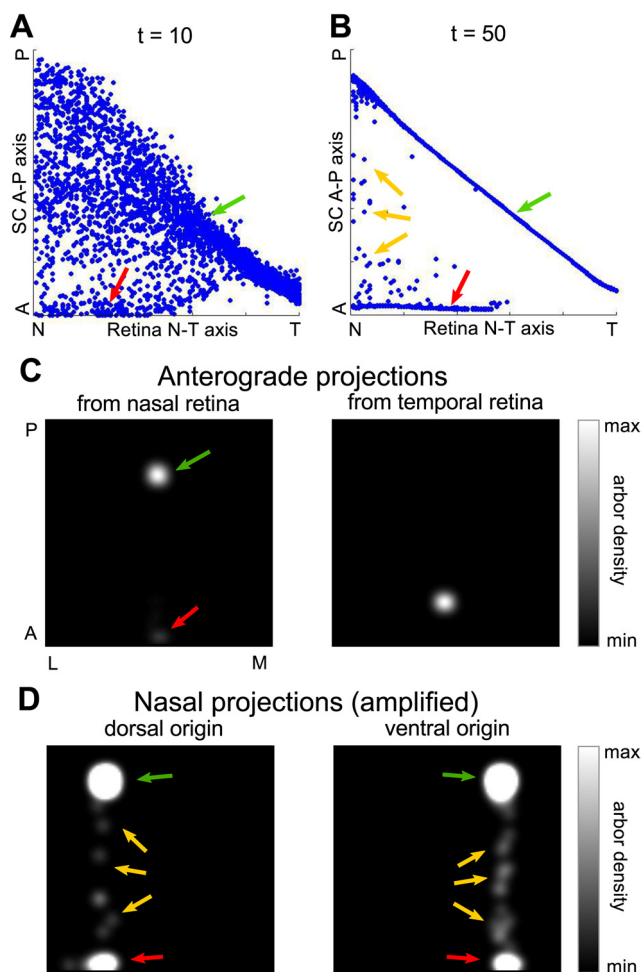 A
t = 10
B
t = 50
P
SC A-P axis
A
N
Retina N-T axis
T
P
SC A-P axis
A
N
Retina N-T axis
T
C
Anterograde projections
from nasal retina
from temporal retina
P
A
L
M
max
arbor density
min
D
Nasal projections (amplified)
dorsal origin
ventral origin
max
arbor density
min